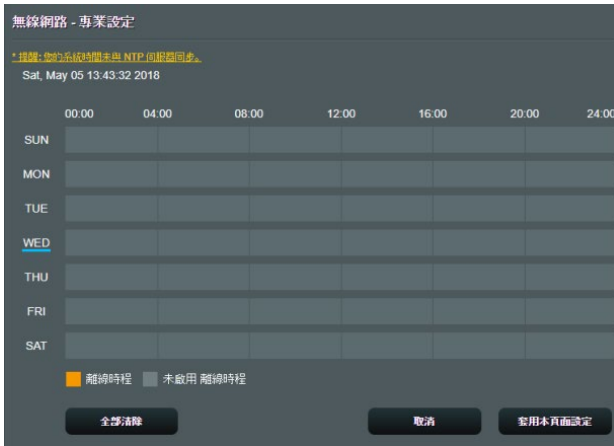 無線網路 - 專業設定
* 提醒: 您的系統時間未與 NTP 伺服器同步。
Sat, May 05 13:43:32 2018
00:00 04:00 08:00 12:00 16:00 20:00 24:00
SUN
MON
TUE
WED
THU
FRI
SAT
離線時程 未啟用 離線時程
全部清除 取消 套用本頁面設定